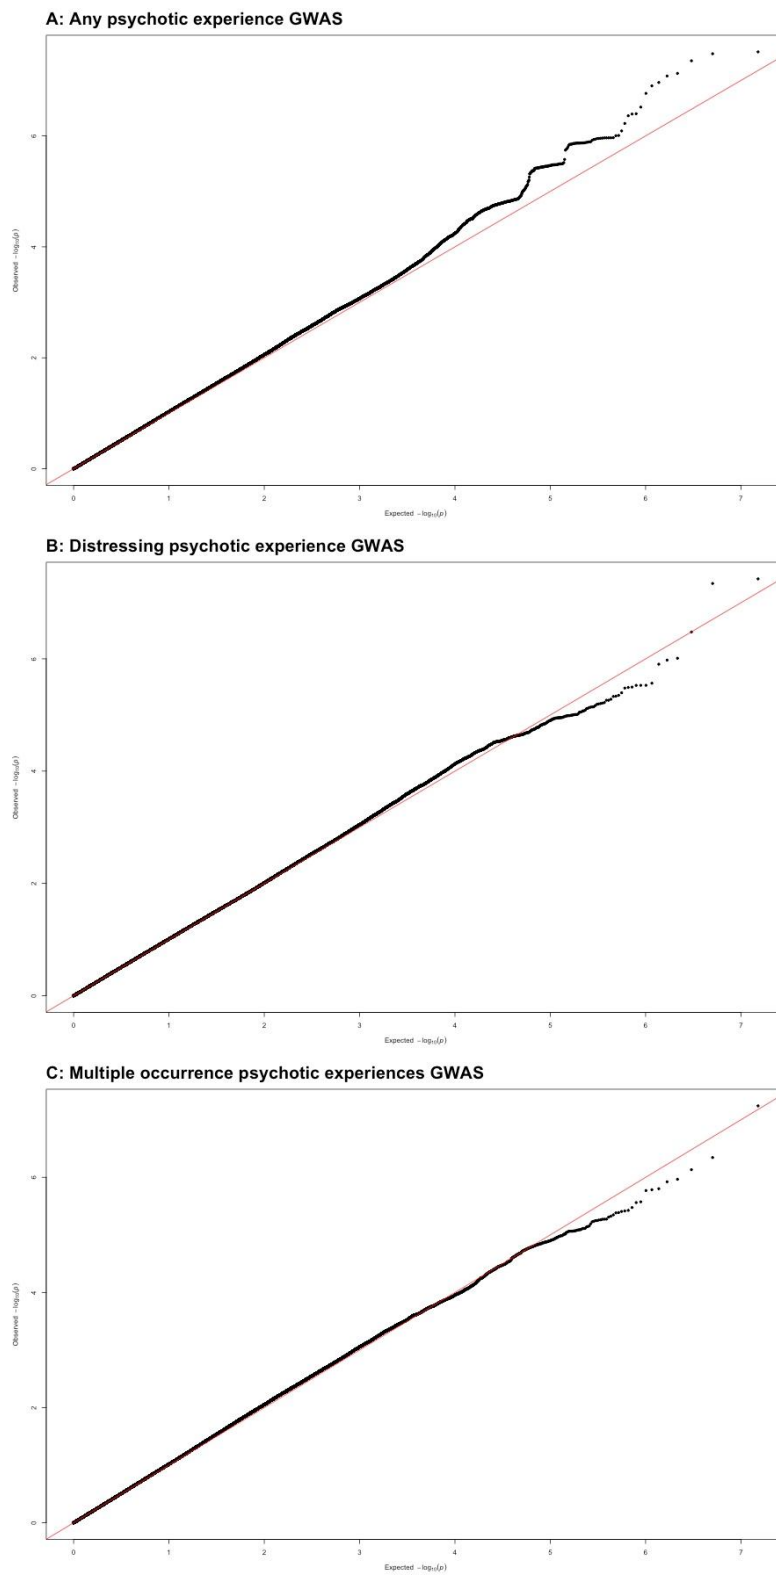 A: Any psychotic experience GWAS
Observed −log₁₀(p)
0 2 4 6
0 1 2 3 4 5 6 7
Expected −log₁₀(p)
B: Distressing psychotic experience GWAS
Observed −log₁₀(p)
0 2 4 6
0 1 2 3 4 5 6 7
Expected −log₁₀(p)
C: Multiple occurrence psychotic experiences GWAS
Observed −log₁₀(p)
0 2 4 6
0 1 2 3 4 5 6 7
Expected −log₁₀(p)